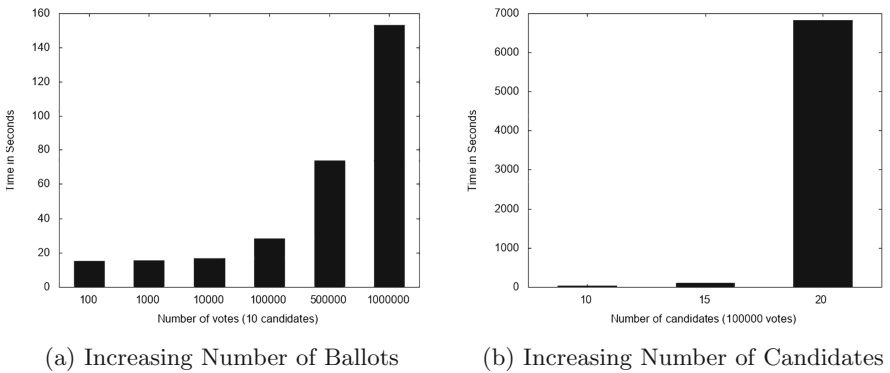 160
140
120
100
80
60
40
20
0
Time in Seconds
100 1000 10000 100000 500000 1000000
Number of votes (10 candidates)
(a) Increasing Number of Ballots
7000
6000
5000
4000
3000
2000
1000
0
Time in Seconds
10 15 20
Number of candidates (100000 votes)
(b) Increasing Number of Candidates